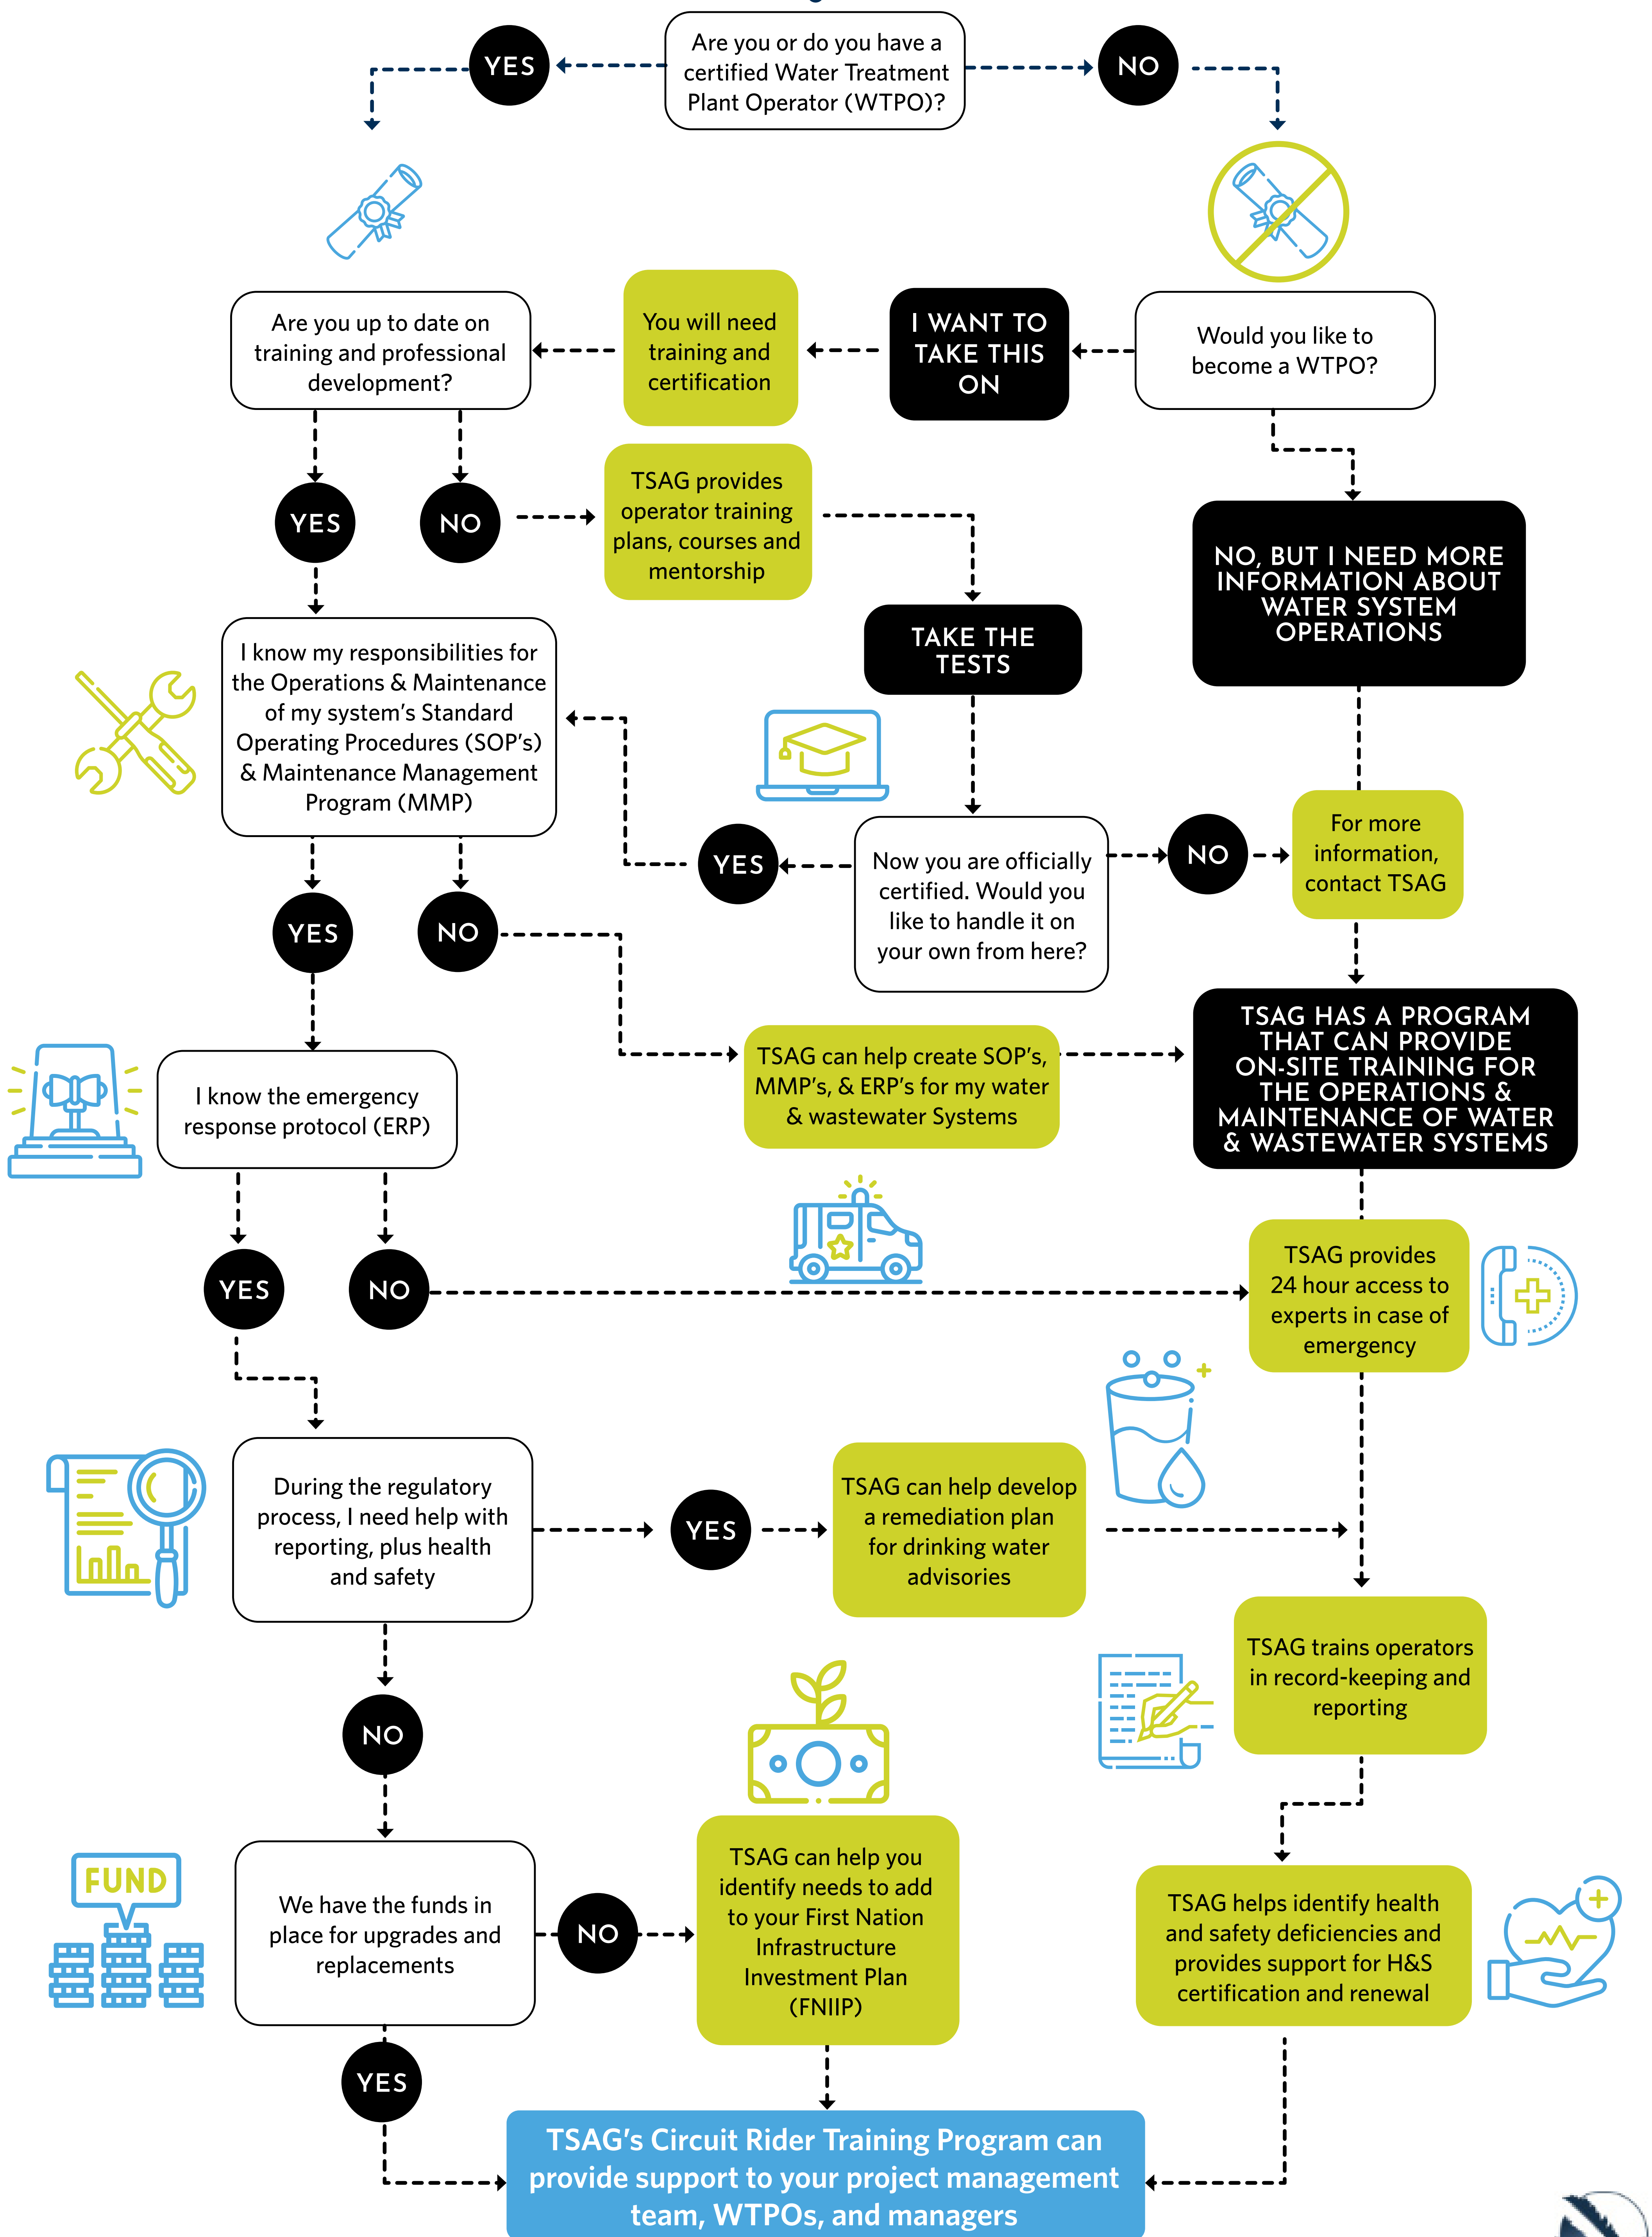 Are you or do you have a
certified Water Treatment
Plant Operator (WTPO)?
YES
NO
Are you up to date on
training and professional
development?
You will need
training and
certification
I WANT TO
TAKE THIS
ON
Would you like to
become a WTPO?
YES
NO
TSAG provides
operator training
plans, courses and
mentorship
NO, BUT I NEED MORE
INFORMATION ABOUT
WATER SYSTEM
OPERATIONS
TAKE THE
TESTS
I know my responsibilities for
the Operations & Maintenance
of my system's Standard
Operating Procedures (SOP's)
& Maintenance Management
Program (MMP)
YES
Now you are officially
certified. Would you
like to handle it on
your own from here?
NO
For more
information,
contact TSAG
YES
NO
TSAG can help create SOP's,
MMP's, & ERP's for my water
& wastewater Systems
TSAG HAS A PROGRAM
THAT CAN PROVIDE
ON-SITE TRAINING FOR
THE OPERATIONS &
MAINTENANCE OF WATER
& WASTEWATER SYSTEMS
I know the emergency
response protocol (ERP)
YES
NO
TSAG provides
24 hour access to
experts in case of
emergency
During the regulatory
process, I need help with
reporting, plus health
and safety
YES
TSAG can help develop
a remediation plan
for drinking water
advisories
TSAG trains operators
in record-keeping and
reporting
NO
FUND
We have the funds in
place for upgrades and
replacements
NO
TSAG can help you
identify needs to add
to your First Nation
Infrastructure
Investment Plan
(FNIIP)
TSAG helps identify health
and safety deficiencies and
provides support for H&S
certification and renewal
YES
TSAG's Circuit Rider Training Program can
provide support to your project management
team, WTPOs, and managers